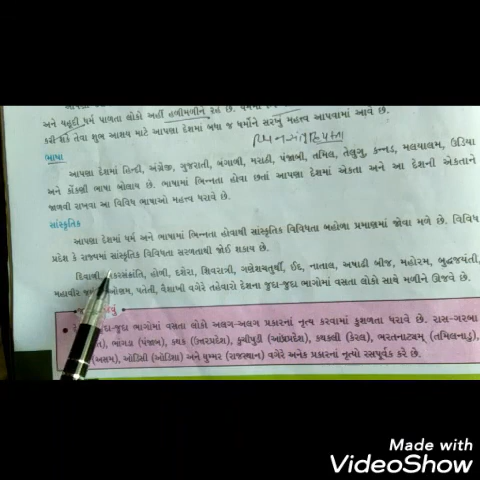 અને યહૂદી ધર્મ પાળતા લોકો અહીં હળીમળીને રહે છે.
કરી શકે તેવા શુભ આશય માટે આપણા દેશમાં બધા જ ધર્મોને સરખું મહત્ત્વ આપવામાં આવે છે.
ભાષા
આપણા દેશમાં હિન્દી, અંગ્રેજી, ગુજરાતી, બંગાળી, મરાઠી, પંજાબી, તમિલ, તેલુગુ, કન્નડ, મલયાલમ, ઉડિયા
અને કોંકણી ભાષા બોલાય છે. ભાષામાં ભિન્નતા હોવા છતાં આપણા દેશમાં એકતા અને આ દેશની એકતાને
જાળવી રાખવા આ વિવિધ ભાષાઓ મહત્ત્વ ધરાવે છે.
સાંસ્કૃતિક
આપણા દેશમાં ધર્મ અને ભાષામાં ભિન્નતા હોવાથી સાંસ્કૃતિક વિવિધતા બહોળા પ્રમાણમાં જોવા મળે છે. વિવિધ
પ્રદેશ કે રાજ્યમાં સાંસ્કૃતિક વિવિધતા સરળતાથી જોઈ શકાય છે.
દિવાળી, મકરસંક્રાંતિ, હોળી, દશેરા, શિવરાત્રી, ગણેશચતુર્થી, ઈદ, નાતાલ, અષાઢી બીજ, મહોરમ, બુદ્ધજયંતી,
મહાવીર ઓણમ, પતેતી, વૈશાખી વગેરે તહેવારો દેશના જુદા-જુદા ભાગોમાં વસતા લોકો સાથે મળીને ઊજવે છે.
જુદા-જુદા ભાગોમાં વસતા લોકો અલગ-અલગ પ્રકારનાં નૃત્ય કરવામાં કુશળતા ધરાવે છે. રાસ-ગરબા
ભાંગડા (પંજાબ), કથક (ઉત્તરપ્રદેશ), કુચીપુડી (આંધ્રપ્રદેશ), કથકલી (કેરલ), ભરતનાટ્યમ્ (તમિલનાડુ),
(અસમ), ઓડિસી (ઓડિશા) અને ઘુમ્મર (રાજસ્થાન) વગેરે અનેક પ્રકારનાં નૃત્યો રસપૂર્વક કરે છે.
Made with
VideoShow